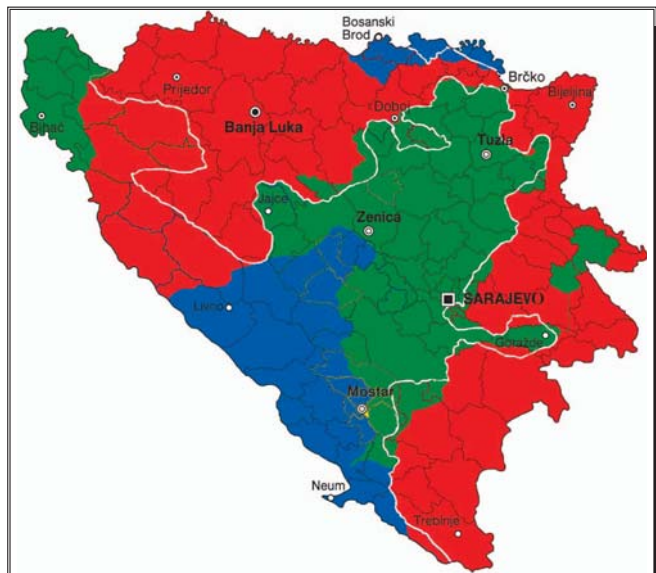 Bosanski
Brod
Brčko
Bijeljina
Prijedor
Doboj
Bihać
Banja Luka
Tuzla
Jajce
Zenica
Livno
SARAJEVO
Goražde
Mostar
Neum
Trebinje